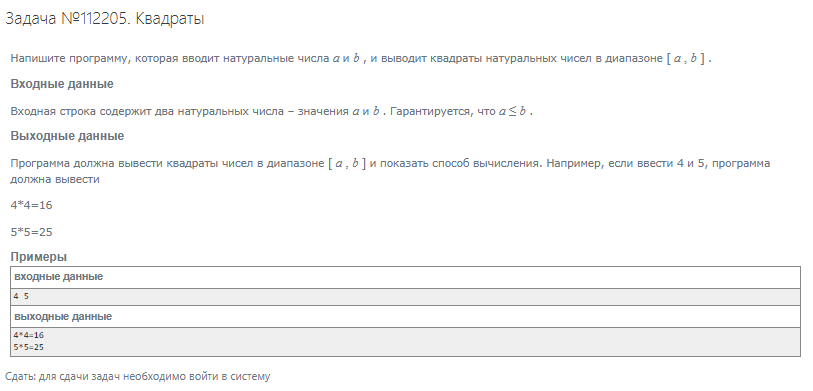 Задача №112205. Квадраты
Напишите программу, которая вводит натуральные числа a и b , и выводит квадраты натуральных чисел в диапазоне [ a , b ] .
Входные данные
Входная строка содержит два натуральных числа – значения a и b . Гарантируется, что a ≤ b .
Выходные данные
Программа должна вывести квадраты чисел в диапазоне [ a , b ] и показать способ вычисления. Например, если ввести 4 и 5, программа
должна вывести
4*4=16
5*5=25
Примеры
входные данные
4 5
выходные данные
4*4=16
5*5=25
Сдать: для сдачи задач необходимо войти в систему